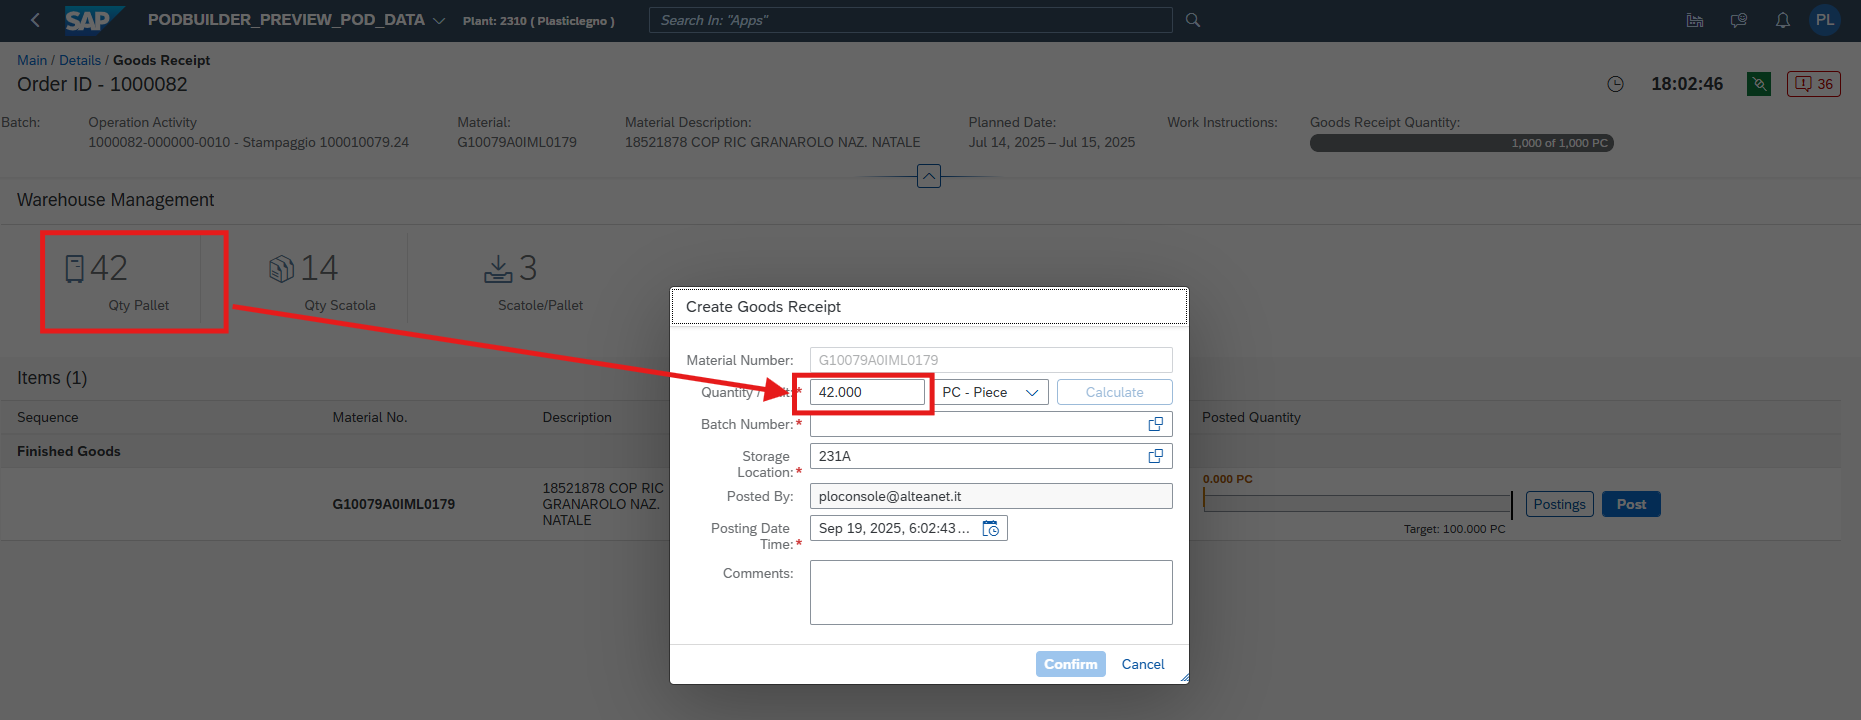 SAP PODBUILDER_PREVIEW_POD_DATA Plant: 2310 ( Plasticlegno ) Search In: "Apps" PL
Main / Details / Goods Receipt
Order ID - 1000082
18:02:46 36
Batch: Operation Activity Material: Material Description: Planned Date: Work Instructions: Goods Receipt Quantity:
1000082-000000-0010 - Stampaggio 100010079.24 G10079A0IML0179 18521878 COP RIC GRANAROLO NAZ. NATALE Jul 14, 2025 – Jul 15, 2025 1,000 of 1,000 PC
Warehouse Management
42 14 3
Qty Pallet Qty Scatola Scatole/Pallet
Items (1)
Sequence Material No. Description Posted Quantity
Finished Goods
G10079A0IML0179
18521878 COP RIC
GRANAROLO NAZ.
NATALE
0.000 PC
Target: 100.000 PC
Postings Post
Create Goods Receipt
Material Number: G10079A0IML0179
Quantity / * 42.000 PC - Piece Calculate
Batch Number: *
Storage
Location: * 231A
Posted By: ploconsole@alteanet.it
Posting Date
Time: * Sep 19, 2025, 6:02:43...
Comments:
Confirm Cancel